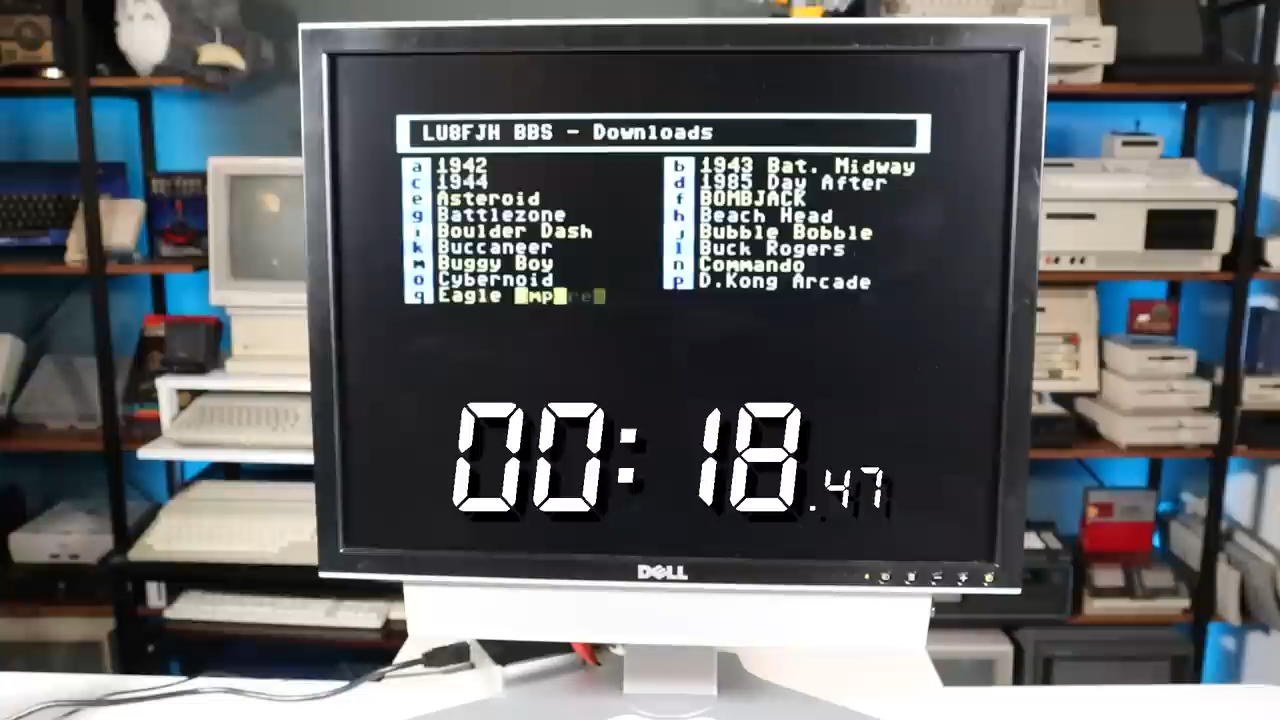 LU8FJH BBS - Downloads
a 1942 b 1943 Bat. Midway
c 1944 d 1985 Day After
e Asteroid f BOMBJACK
g Battlezone h Beach Head
i Boulder Dash j Bubble Bobble
k Buccaneer l Buck Rogers
m Buggy Boy n Commando
o Cybernoid p D.Kong Arcade
q Eagle
00:18.47
DELL